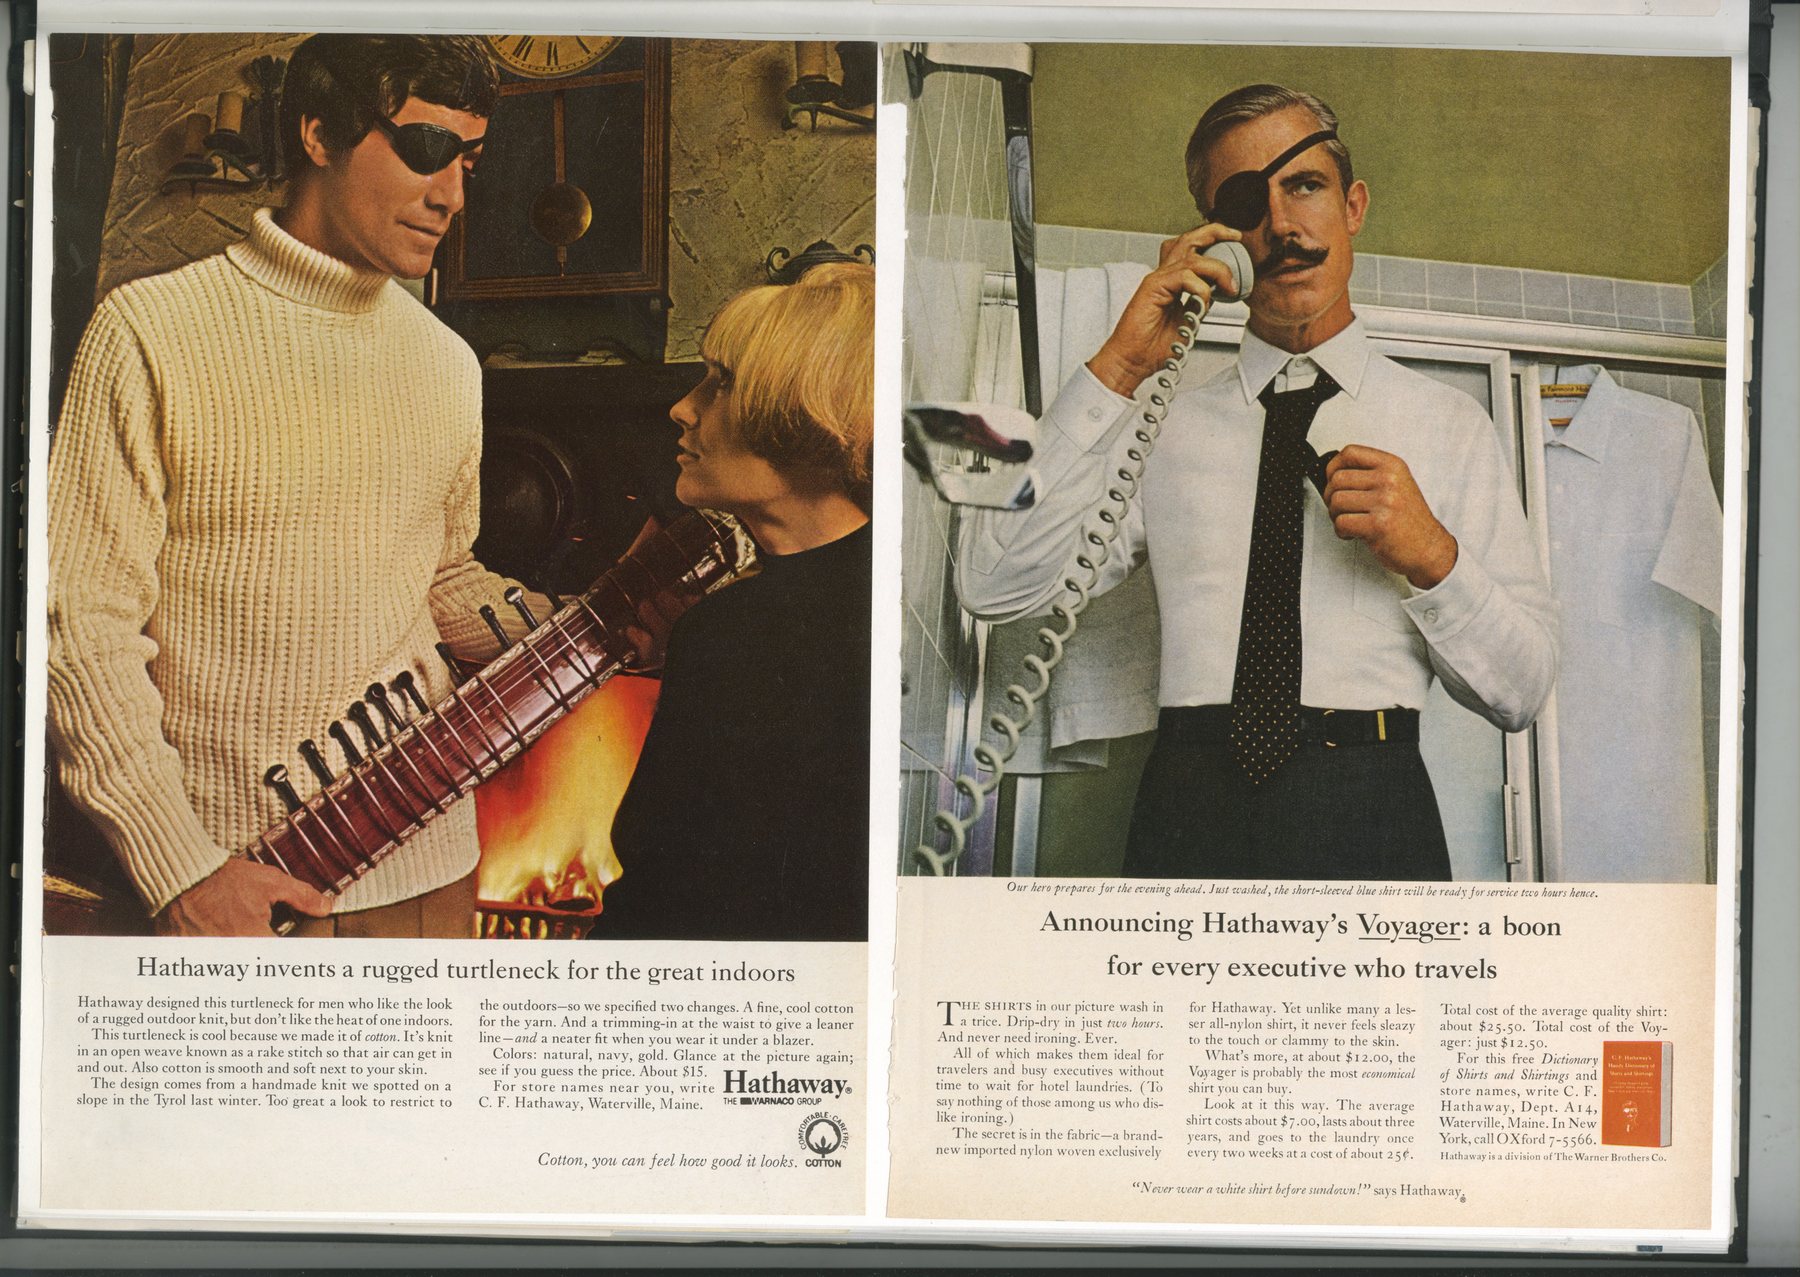 Hathaway invents a rugged turtleneck for the great indoors
Hathaway designed this turtleneck for men who like the look
of a rugged outdoor knit, but don't like the heat of one indoors.
This turtleneck is cool because we made it of cotton. It's knit
in an open weave known as a rake stitch so that air can get in
and out. Also cotton is smooth and soft next to your skin.
The design comes from a handmade knit we spotted on a
slope in the Tyrol last winter. Too great a look to restrict to
the outdoors—so we specified two changes. A fine, cool cotton
for the yarn. And a trimming-in at the waist to give a leaner
line—and a neater fit when you wear it under a blazer.
Colors: natural, navy, gold. Glance at the picture again;
see if you guess the price. About $15.
For store names near you, write
C. F. Hathaway, Waterville, Maine.
Hathaway®
THE WARNACO GROUP
COMFORTABLE · CAREFREE
COTTON
Cotton, you can feel how good it looks.
Our hero prepares for the evening ahead. Just washed, the short-sleeved blue shirt will be ready for service two hours hence.
Announcing Hathaway's Voyager: a boon
for every executive who travels
THE SHIRTS in our picture wash in
a trice. Drip-dry in just two hours.
And never need ironing. Ever.
All of which makes them ideal for
travelers and busy executives without
time to wait for hotel laundries. (To
say nothing of those among us who dis-
like ironing.)
The secret is in the fabric—a brand-
new imported nylon woven exclusively
for Hathaway. Yet unlike many a les-
ser all-nylon shirt, it never feels sleazy
to the touch or clammy to the skin.
What's more, at about $12.00, the
Voyager is probably the most economical
shirt you can buy.
Look at it this way. The average
shirt costs about $7.00, lasts about three
years, and goes to the laundry once
every two weeks at a cost of about 25¢.
Total cost of the average quality shirt:
about $25.50. Total cost of the Voy-
ager: just $12.50.
For this free Dictionary
of Shirts and Shirtings and
store names, write C. F.
Hathaway, Dept. A14,
Waterville, Maine. In New
York, call OXford 7-5566.
Hathaway is a division of The Warner Brothers Co.
C. F. Hathaway's
Handy Dictionary of
Shirts and Shirtings
"Never wear a white shirt before sundown!" says Hathaway®